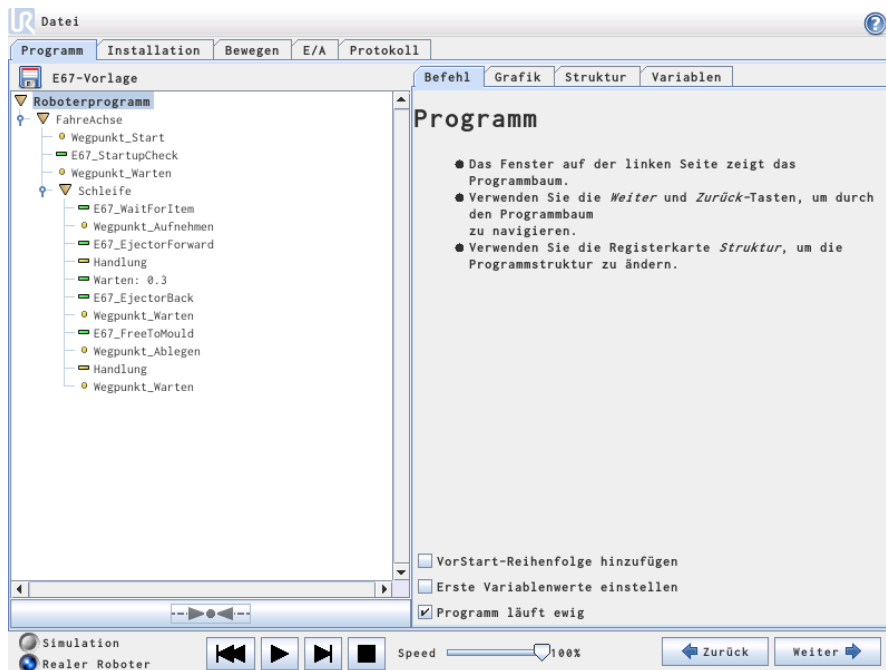 UR Datei
?
Programm Installation Bewegen E/A Protokoll
E67-Vorlage
Roboterprogramm
FahreAchse
Wegpunkt_Start
E67_StartupCheck
Wegpunkt_Warten
Schleife
E67_WaitForItem
Wegpunkt_Aufnehmen
E67_EjectorForward
Handlung
Warten: 0.3
E67_EjectorBack
Wegpunkt_Warten
E67_FreeToMould
Wegpunkt_Ablegen
Handlung
Wegpunkt_Warten
Befehl Grafik Struktur Variablen
Programm
Das Fenster auf der linken Seite zeigt das
Programmbaum.
Verwenden Sie die Weiter und Zurück-Tasten, um durch
den Programmbaum
zu navigieren.
Verwenden Sie die Registerkarte Struktur, um die
Programmstruktur zu ändern.
VorStart-Reihenfolge hinzufügen
Erste Variablenwerte einstellen
Programm läuft ewig
Simulation
Realer Roboter
Speed 100%
Zurück
Weiter